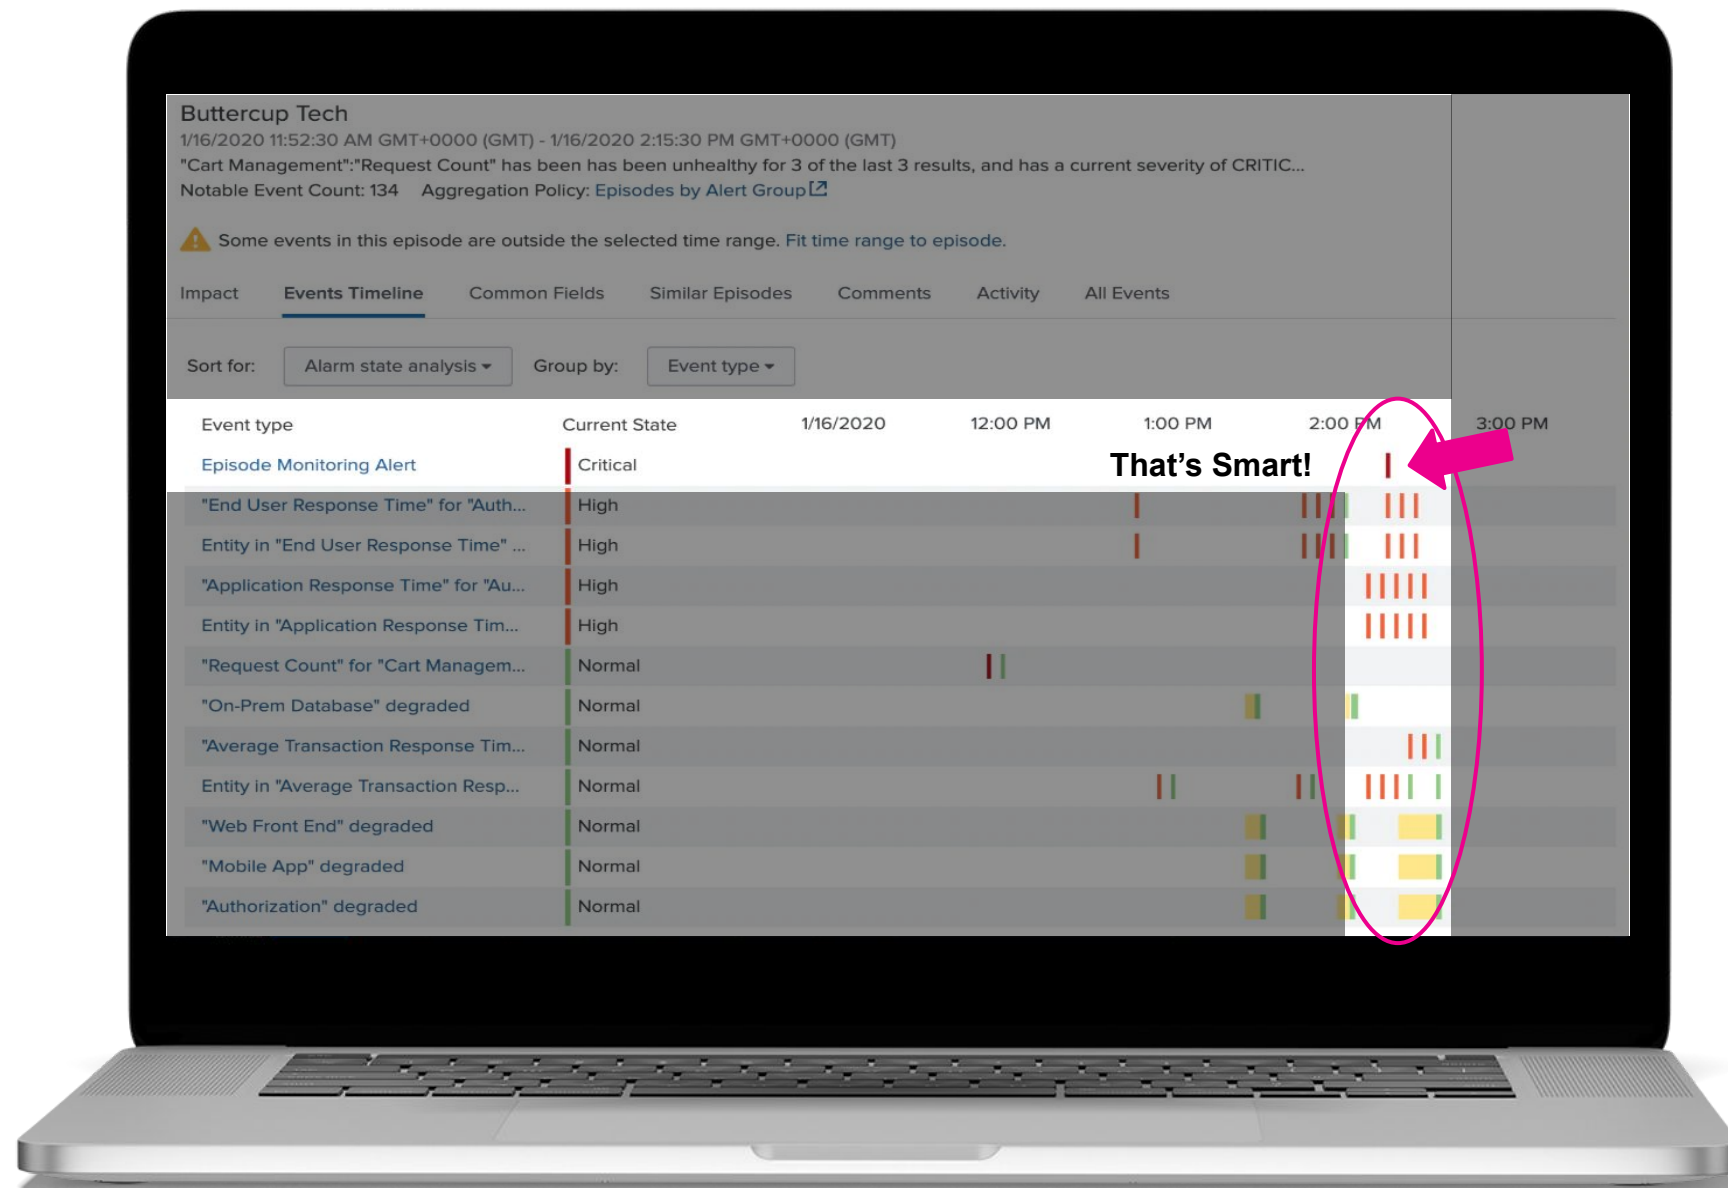 Buttercup Tech
1/16/2020 11:52:30 AM GMT+0000 (GMT) - 1/16/2020 2:15:30 PM GMT+0000 (GMT)
"Cart Management":"Request Count" has been has been unhealthy for 3 of the last 3 results, and has a current severity of CRITIC...
Notable Event Count: 134 Aggregation Policy: Episodes by Alert Group
Some events in this episode are outside the selected time range. Fit time range to episode.
Impact Events Timeline Common Fields Similar Episodes Comments Activity All Events
Sort for: Alarm state analysis Group by: Event type
Event type Current State 1/16/2020 12:00 PM 1:00 PM 2:00 PM 3:00 PM
Episode Monitoring Alert Critical That's Smart!
"End User Response Time" for "Auth... High
Entity in "End User Response Time" ... High
"Application Response Time" for "Au... High
Entity in "Application Response Tim... High
"Request Count" for "Cart Managem... Normal
"On-Prem Database" degraded Normal
"Average Transaction Response Tim... Normal
Entity in "Average Transaction Resp... Normal
"Web Front End" degraded Normal
"Mobile App" degraded Normal
"Authorization" degraded Normal